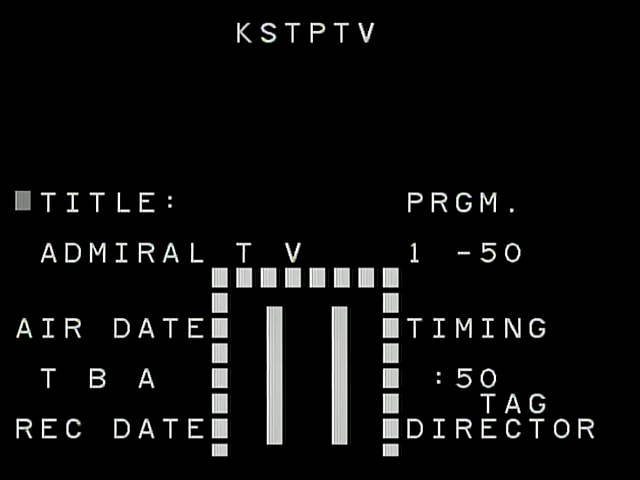 KSTPTV
TITLE: PRGM.
ADMIRAL T V 1 -50
AIR DATE TIMING
T B A :50
TAG
REC DATE DIRECTOR